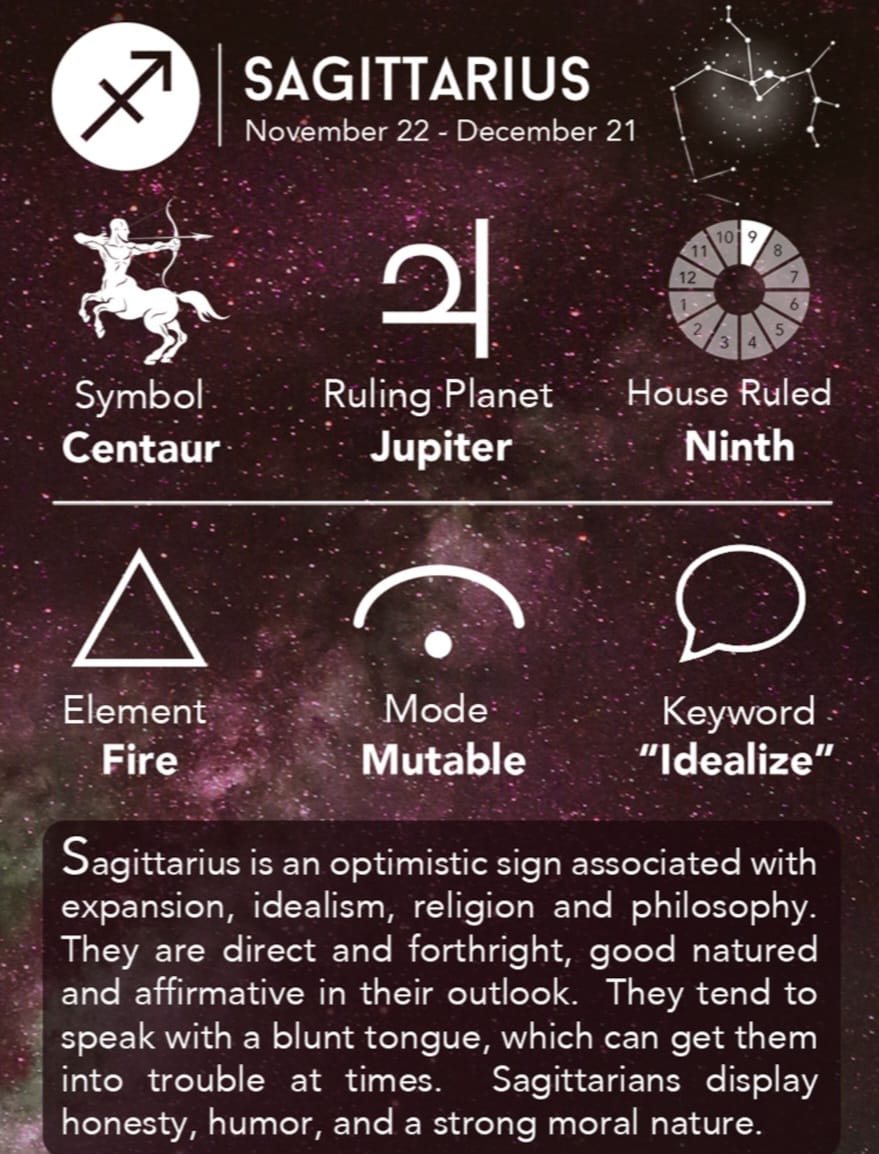 SAGITTARIUS
November 22 - December 21
10 9
11 8
12 7
1 6
2 5
3 4
Symbol Ruling Planet House Ruled
Centaur Jupiter Ninth
Element Mode Keyword
Fire Mutable “Idealize”
Sagittarius is an optimistic sign associated with
expansion, idealism, religion and philosophy.
They are direct and forthright, good natured
and affirmative in their outlook.  They tend to
speak with a blunt tongue, which can get them
into trouble at times.  Sagittarians display
honesty, humor, and a strong moral nature.